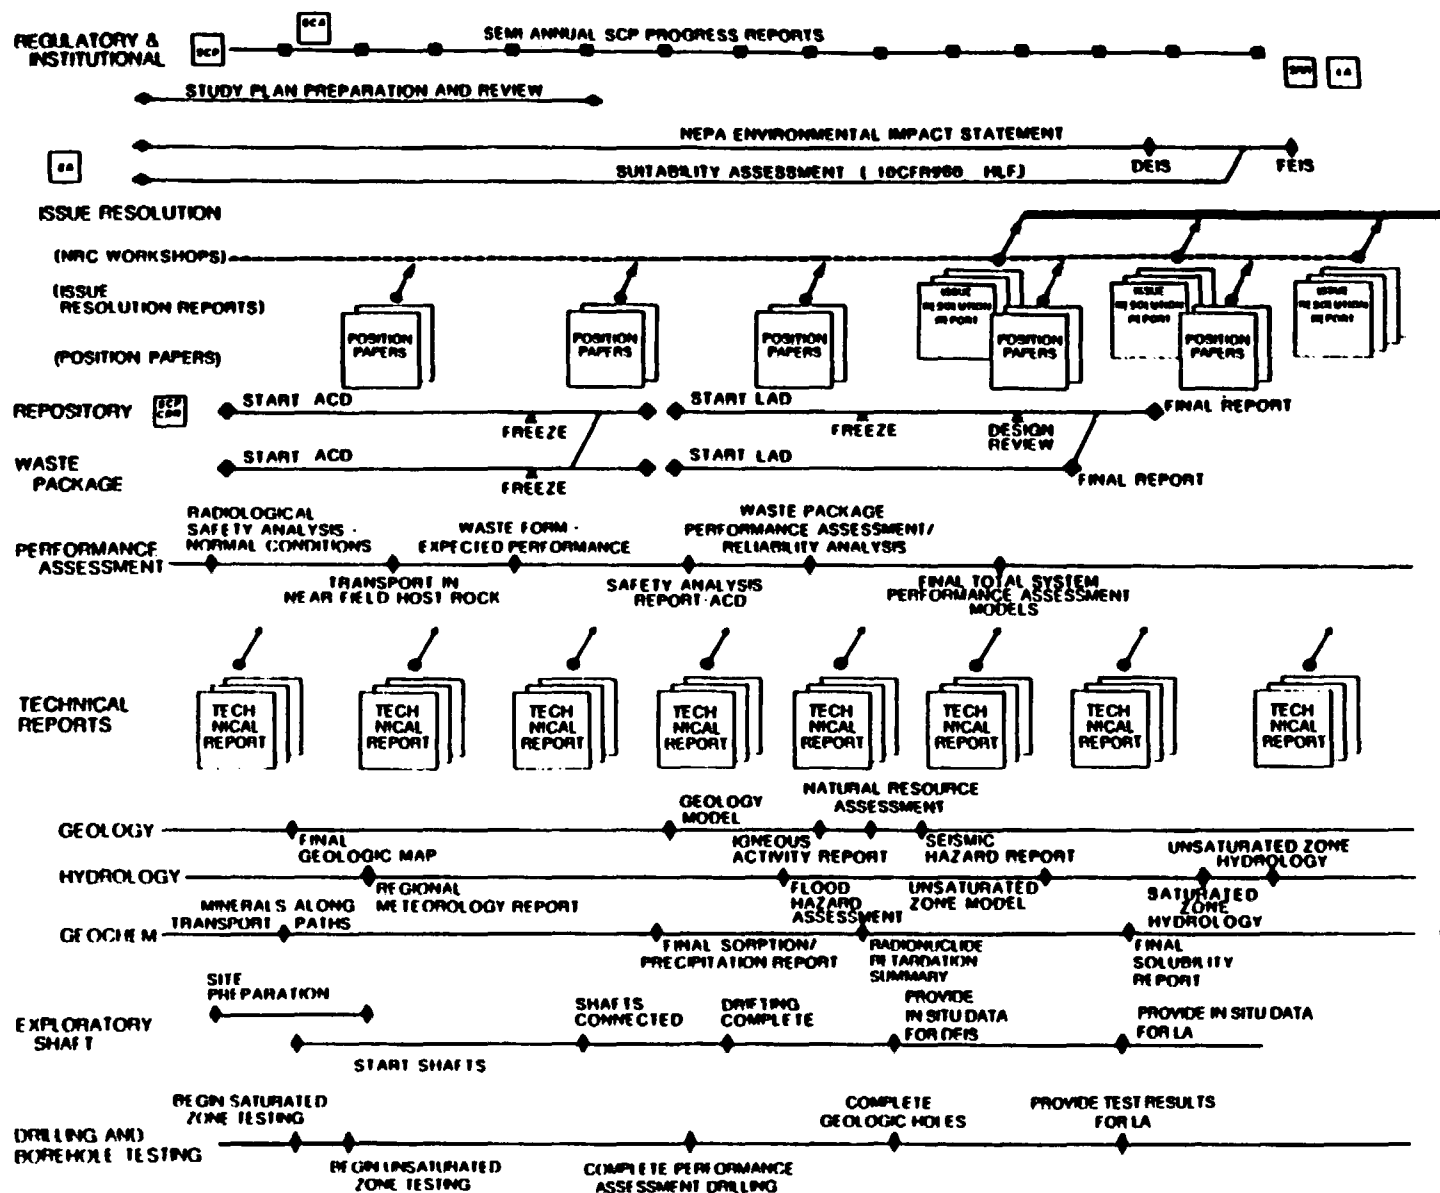 REGULATORY &
INSTITUTIONAL
SCP
SCA
SEMI ANNUAL SCP PROGRESS REPORTS
STUDY PLAN PREPARATION AND REVIEW
NEPA ENVIRONMENTAL IMPACT STATEMENT
DEIS
FEIS
EA
SUITABILITY ASSESSMENT ( 10CFR960 HLF)
ISSUE RESOLUTION
(NRC WORKSHOPS)
(ISSUE
RESOLUTION REPORTS)
(POSITION PAPERS)
POSITION
PAPERS
POSITION
PAPERS
POSITION
PAPERS
ISSUE
RESOLUTION
REPORT
POSITION
PAPERS
ISSUE
RESOLUTION
REPORT
POSITION
PAPERS
ISSUE
RESOLUTION
REPORT
REPOSITORY
SCP
CDR
START ACD
FREEZE
START LAD
FREEZE
DESIGN
REVIEW
FINAL REPORT
WASTE
PACKAGE
START ACD
FREEZE
START LAD
FINAL REPORT
PERFORMANCE
ASSESSMENT
RADIOLOGICAL
SAFETY ANALYSIS -
NORMAL CONDITIONS
TRANSPORT IN
NEAR FIELD HOST ROCK
WASTE FORM -
EXPECTED PERFORMANCE
SAFETY ANALYSIS
REPORT-ACD
WASTE PACKAGE
PERFORMANCE ASSESSMENT/
RELIABILITY ANALYSIS
FINAL TOTAL SYSTEM
PERFORMANCE ASSESSMENT
MODELS
TECHNICAL
REPORTS
TECH
NICAL
REPORT
TECH
NICAL
REPORT
TECH
NICAL
REPORT
TECH
NICAL
REPORT
TECH
NICAL
REPORT
TECH
NICAL
REPORT
TECH
NICAL
REPORT
TECH
NICAL
REPORT
GEOLOGY
FINAL
GEOLOGIC MAP
GEOLOGY
MODEL
IGNEOUS
ACTIVITY REPORT
NATURAL RESOURCE
ASSESSMENT
SEISMIC
HAZARD REPORT
HYDROLOGY
REGIONAL
METEOROLOGY REPORT
FLOOD
HAZARD
ASSESSMENT
UNSATURATED
ZONE MODEL
SATURATED
ZONE
HYDROLOGY
UNSATURATED ZONE
HYDROLOGY
GEOCHEM
MINERALS ALONG
TRANSPORT PATHS
FINAL SORPTION/
PRECIPITATION REPORT
RADIONUCLIDE
RETARDATION
SUMMARY
FINAL
SOLUBILITY
REPORT
EXPLORATORY
SHAFT
SITE
PREPARATION
START SHAFTS
SHAFTS
CONNECTED
DRIFTING
COMPLETE
PROVIDE
IN SITU DATA
FOR DEIS
PROVIDE IN SITU DATA
FOR LA
DRILLING AND
BOREHOLE TESTING
BEGIN SATURATED
ZONE TESTING
BEGIN UNSATURATED
ZONE TESTING
COMPLETE PERFORMANCE
ASSESSMENT DRILLING
COMPLETE
GEOLOGIC HOLES
PROVIDE TEST RESULTS
FOR LA